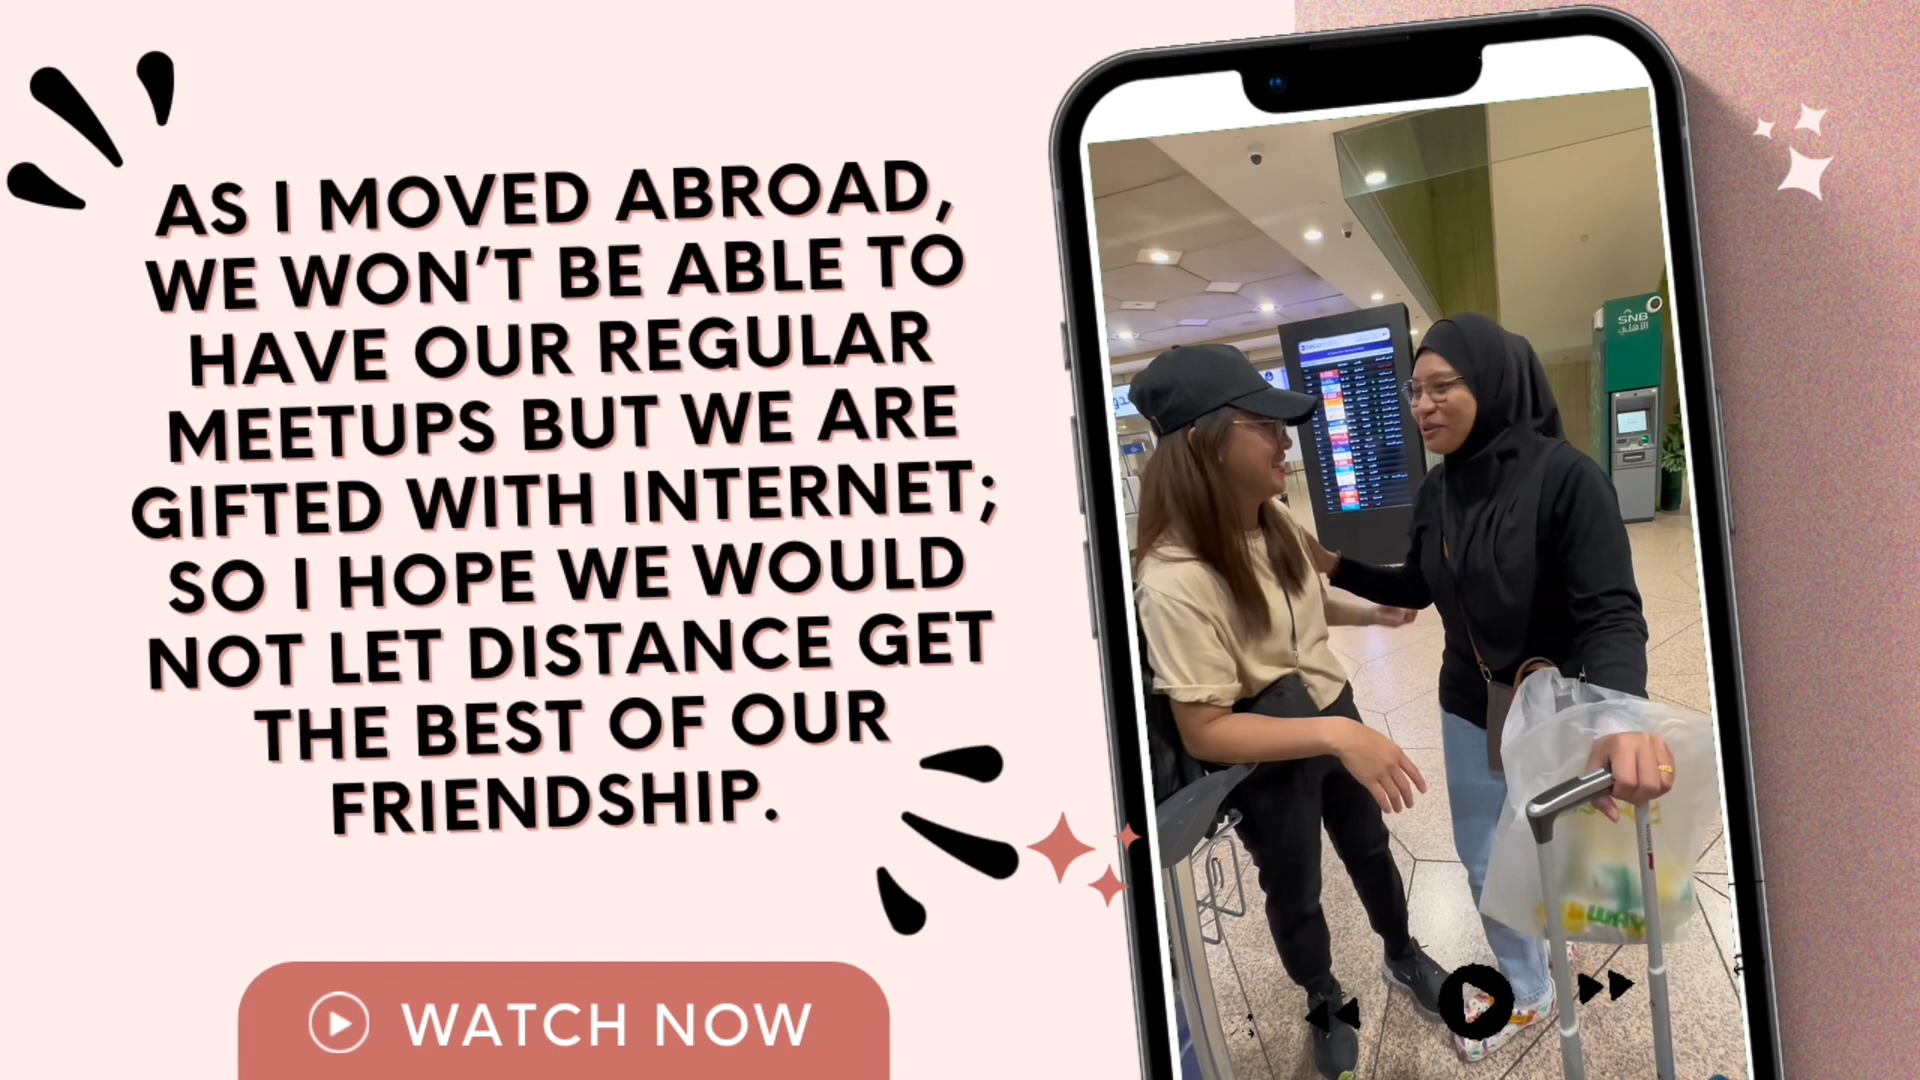 AS I MOVED ABROAD,
WE WON'T BE ABLE TO
HAVE OUR REGULAR
MEETUPS BUT WE ARE
GIFTED WITH INTERNET;
SO I HOPE WE WOULD
NOT LET DISTANCE GET
THE BEST OF OUR
FRIENDSHIP.
WATCH NOW
SNB
الأهلي